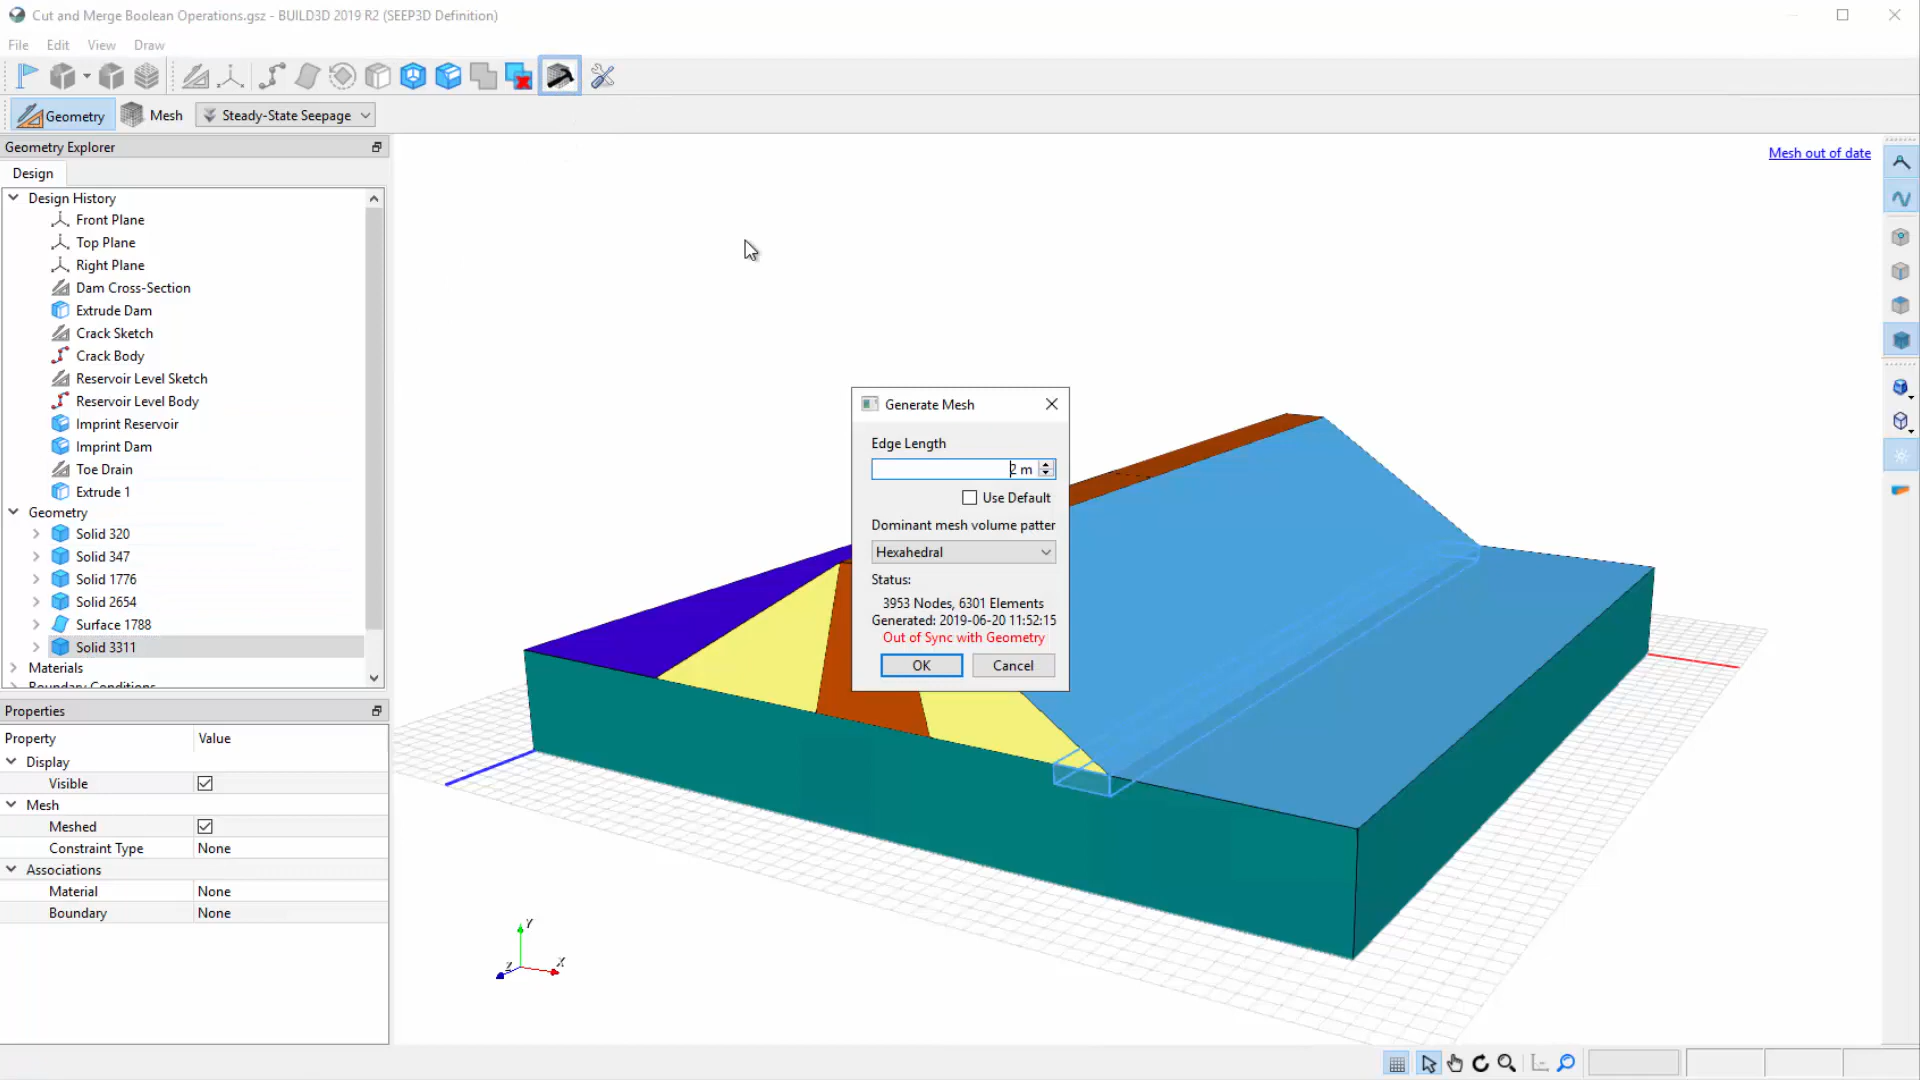 Cut and Merge Boolean Operations.gsz - BUILD3D 2019 R2 (SEEP3D Definition)
File Edit View Draw
Geometry Mesh Steady-State Seepage
Geometry Explorer
Design
Design History
Front Plane
Top Plane
Right Plane
Dam Cross-Section
Extrude Dam
Crack Sketch
Crack Body
Reservoir Level Sketch
Reservoir Level Body
Imprint Reservoir
Imprint Dam
Toe Drain
Extrude 1
Geometry
Solid 320
Solid 347
Solid 1776
Solid 2654
Surface 1788
Solid 3311
Materials
Boundary Conditions
Properties
Property Value
Display
Visible
Mesh
Meshed
Constraint Type None
Associations
Material None
Boundary None
Mesh out of date
Generate Mesh
Edge Length
2 m
Use Default
Dominant mesh volume patter
Hexahedral
Status:
3953 Nodes, 6301 Elements
Generated: 2019-06-20 11:52:15
Out of Sync with Geometry
OK Cancel
Y
Z X